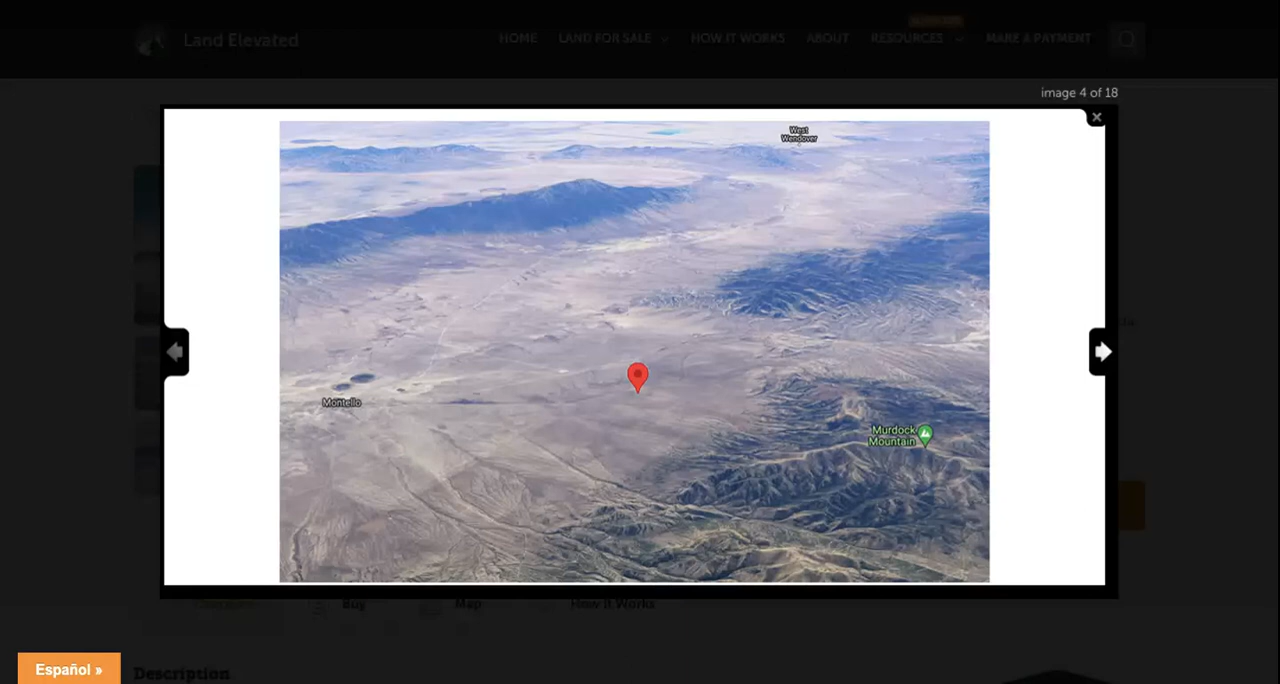 Land Elevated
HOME LAND FOR SALE HOW IT WORKS ABOUT RESOURCES MAKE A PAYMENT
image 4 of 18
West
Wendover
Montello
Murdock
Mountain
Buy Map How it Works
Español »
Description